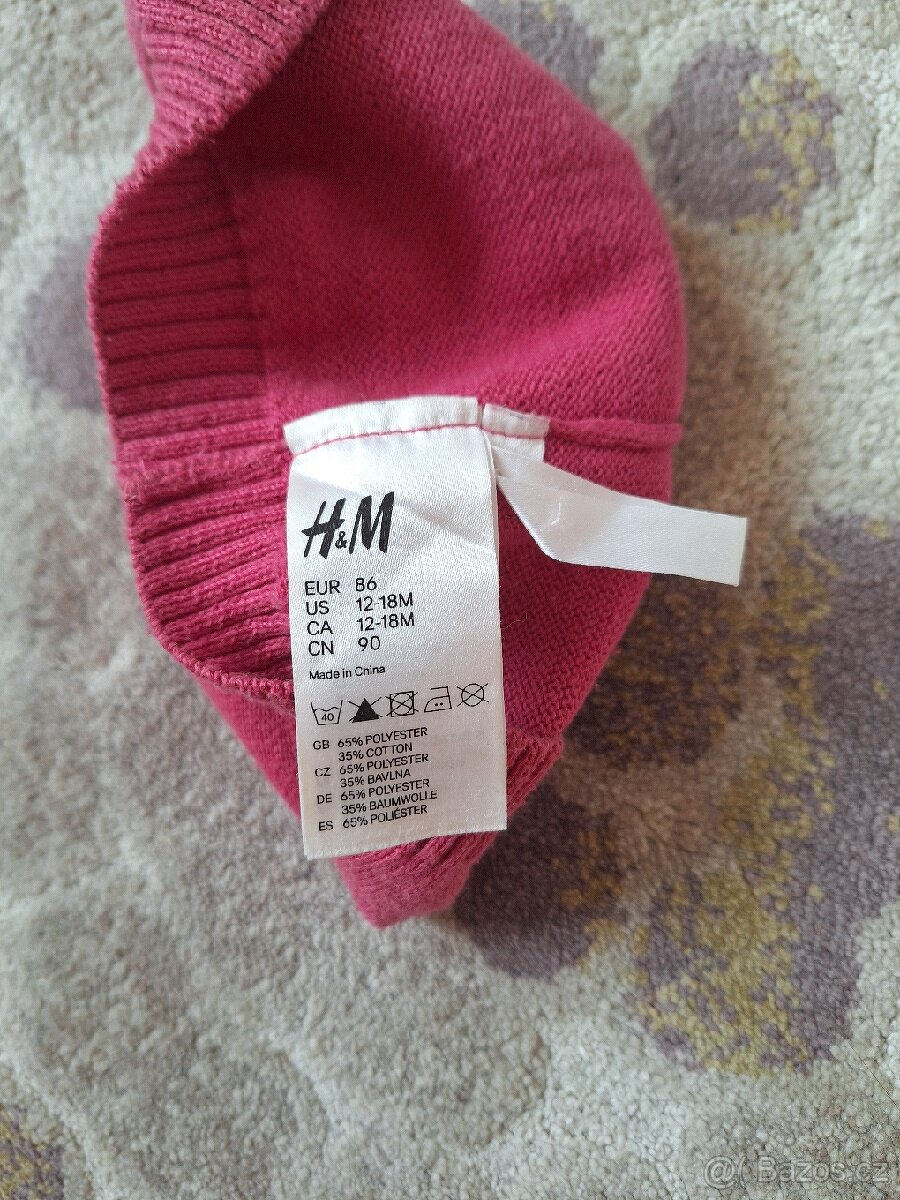 H&M
EUR 86
US 12-18M
CA 12-18M
CN 90
Made in China
40
GB 65% POLYESTER
35% COTTON
CZ 65% POLYESTER
35% BAVLNA
DE 65% POLYESTER
35% BAUMWOLLE
ES 65% POLIÉSTER
@( Bazos.cz